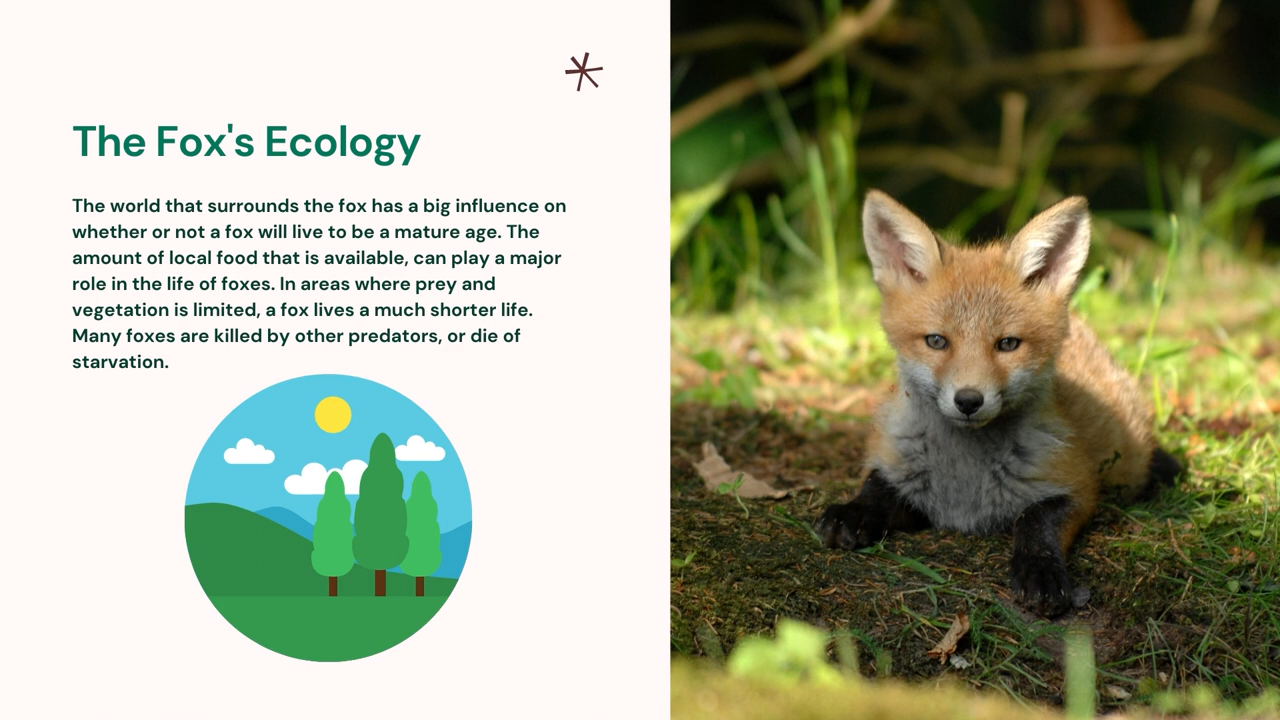 The Fox's Ecology
The world that surrounds the fox has a big influence on
whether or not a fox will live to be a mature age. The
amount of local food that is available, can play a major
role in the life of foxes. In areas where prey and
vegetation is limited, a fox lives a much shorter life.
Many foxes are killed by other predators, or die of
starvation.